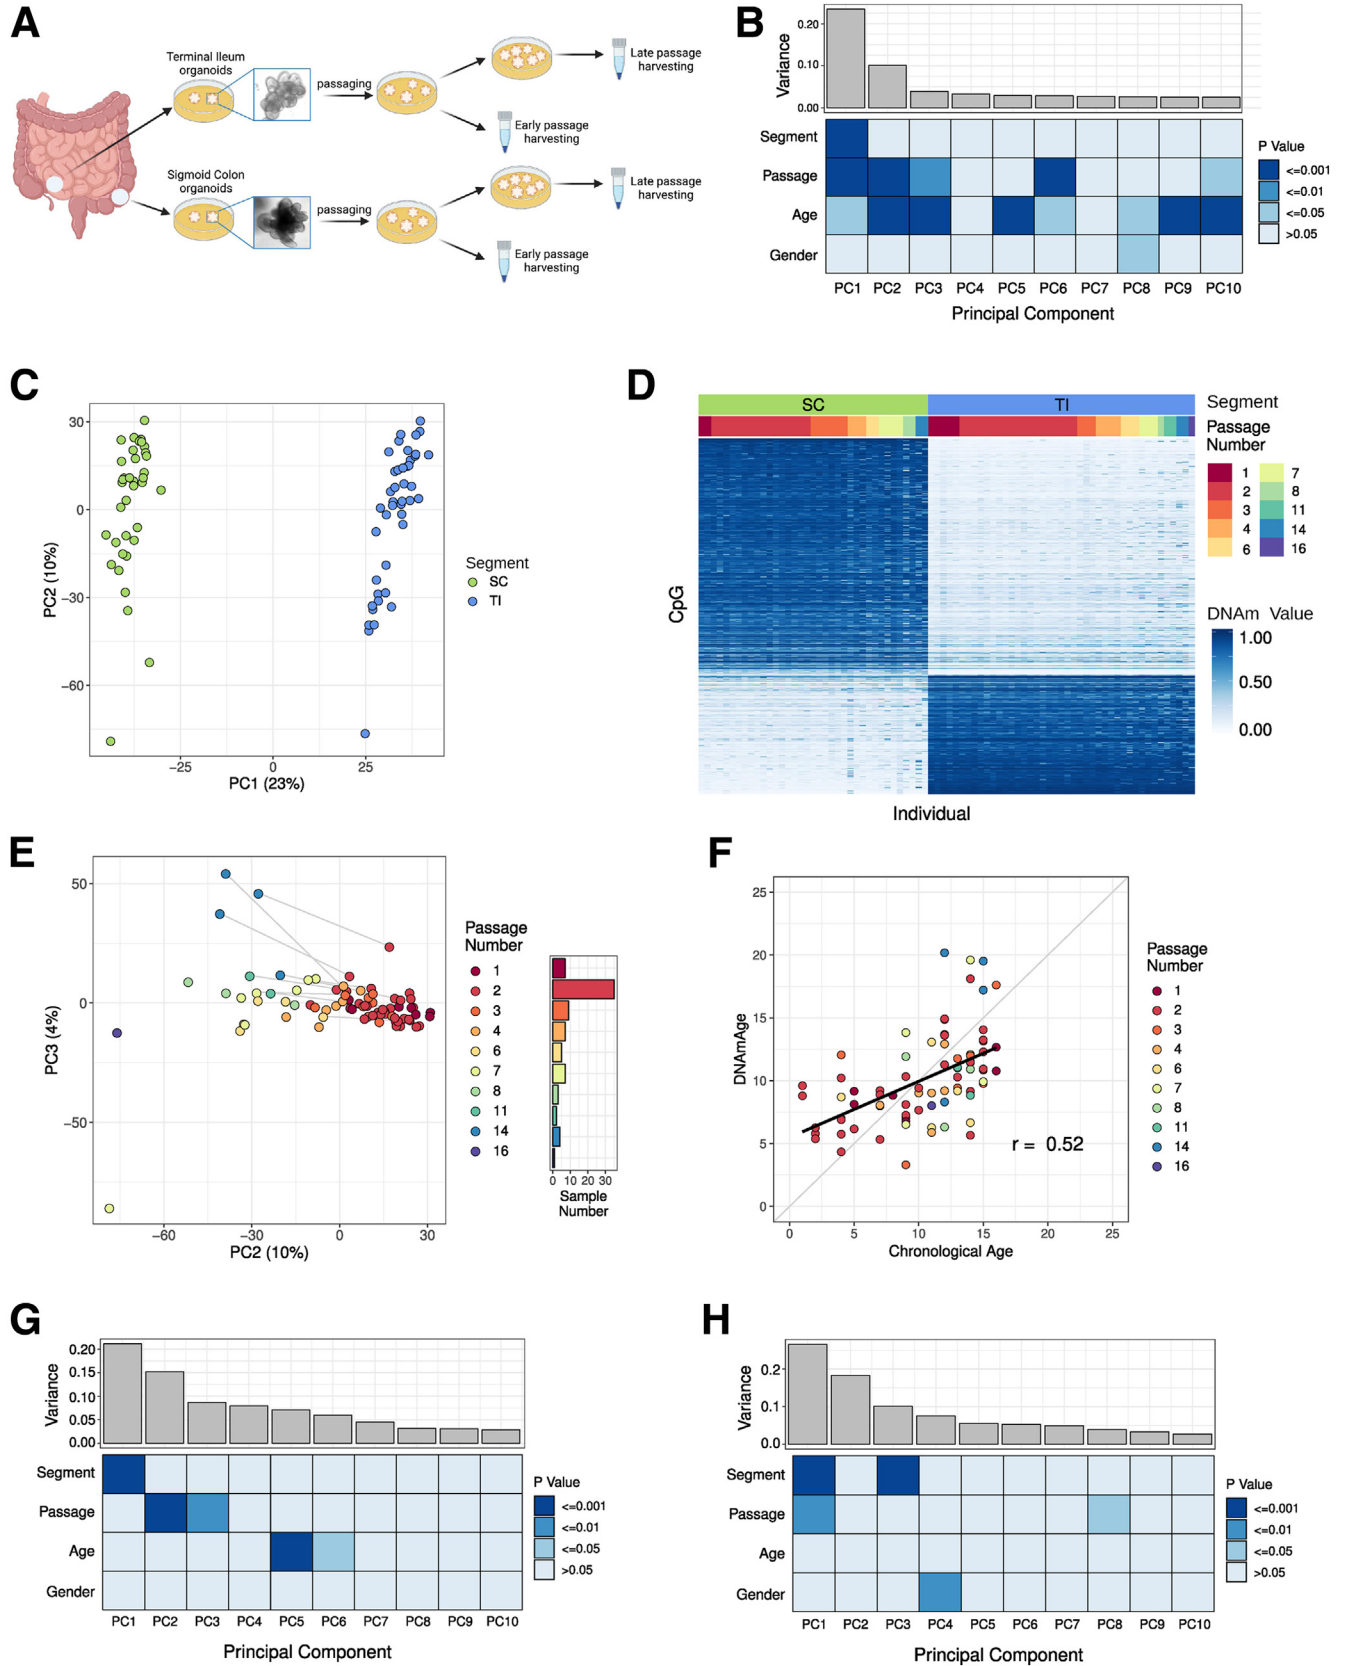 A
Terminal Ileum
organoids
passaging
Late passage
harvesting
Early passage
harvesting
Sigmoid Colon
organoids
passaging
Late passage
harvesting
Early passage
harvesting
B
Variance
0.20
0.10
0.00
Segment
Passage
Age
Gender
PC1 PC2 PC3 PC4 PC5 PC6 PC7 PC8 PC9 PC10
Principal Component
P Value
<=0.001
<=0.01
<=0.05
>0.05
C
PC2 (10%)
30
0
−30
−60
−25 0 25
PC1 (23%)
Segment
SC
TI
D
SC TI
CpG
Individual
Segment
Passage
Number
1 7
2 8
3 11
4 14
6 16
DNAm Value
1.00
0.50
0.00
E
PC3 (4%)
50
0
−50
−60 −30 0 30
PC2 (10%)
Passage
Number
1
2
3
4
6
7
8
11
14
16
0 10 20 30
Sample
Number
F
DNAmAge
25
20
15
10
5
0
r = 0.52
0 5 10 15 20 25
Chronological Age
Passage
Number
1
2
3
4
6
7
8
11
14
16
G
Variance
0.20
0.15
0.10
0.05
0.00
Segment
Passage
Age
Gender
PC1 PC2 PC3 PC4 PC5 PC6 PC7 PC8 PC9 PC10
Principal Component
P Value
<=0.001
<=0.01
<=0.05
>0.05
H
Variance
0.2
0.1
0.0
Segment
Passage
Age
Gender
PC1 PC2 PC3 PC4 PC5 PC6 PC7 PC8 PC9 PC10
Principal Component
P Value
<=0.001
<=0.01
<=0.05
>0.05